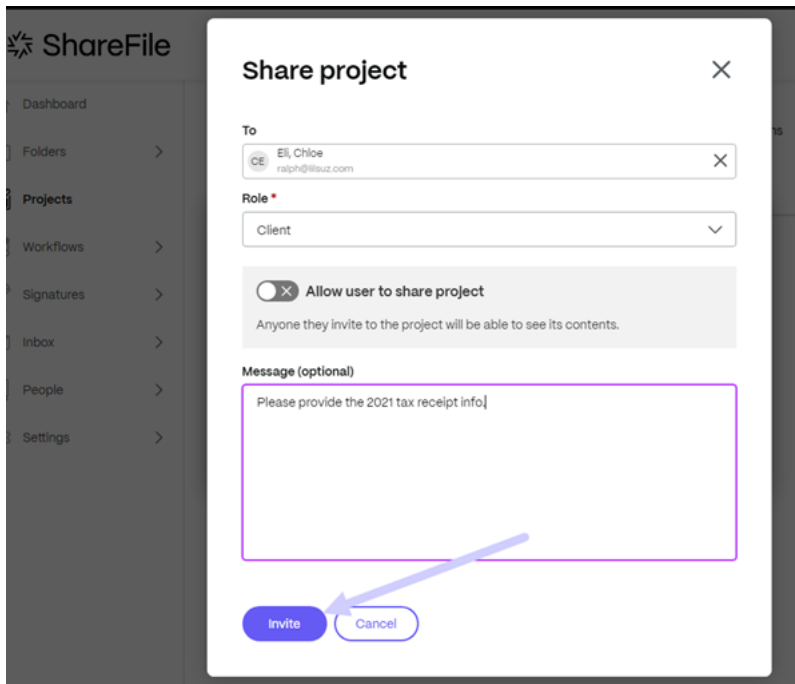 ShareFile
Dashboard
Folders
Projects
Workflows
Signatures
Inbox
People
Settings
Share project
To
CE
Eli, Chloe
ralph@lilsuz.com
Role *
Client
Allow user to share project
Anyone they invite to the project will be able to see its contents.
Message (optional)
Please provide the 2021 tax receipt info.
Invite
Cancel